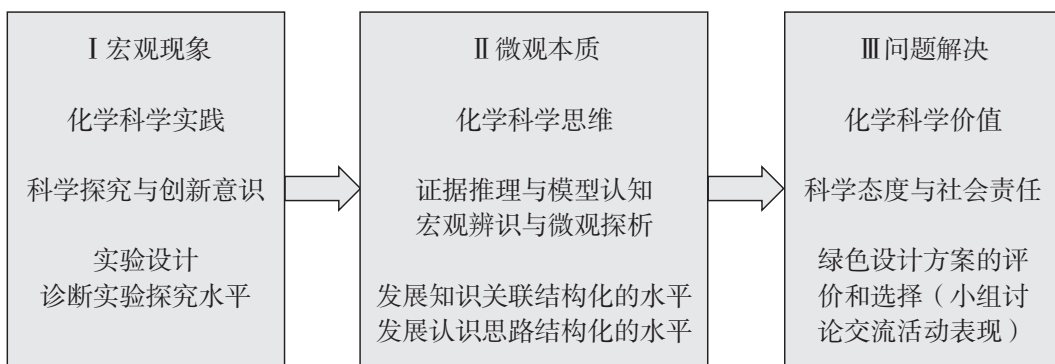 Ⅰ宏观现象
化学科学实践
科学探究与创新意识
实验设计
诊断实验探究水平
Ⅱ微观本质
化学科学思维
证据推理与模型认知
宏观辨识与微观探析
发展知识关联结构化的水平
发展认识思路结构化的水平
Ⅲ问题解决
化学科学价值
科学态度与社会责任
绿色设计方案的评
价和选择（小组讨
论交流活动表现）